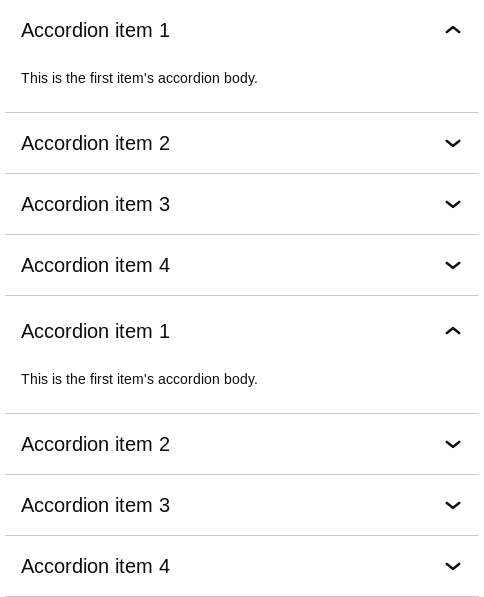 Accordion item 1
This is the first item's accordion body.
Accordion item 2
Accordion item 3
Accordion item 4
Accordion item 1
This is the first item's accordion body.
Accordion item 2
Accordion item 3
Accordion item 4